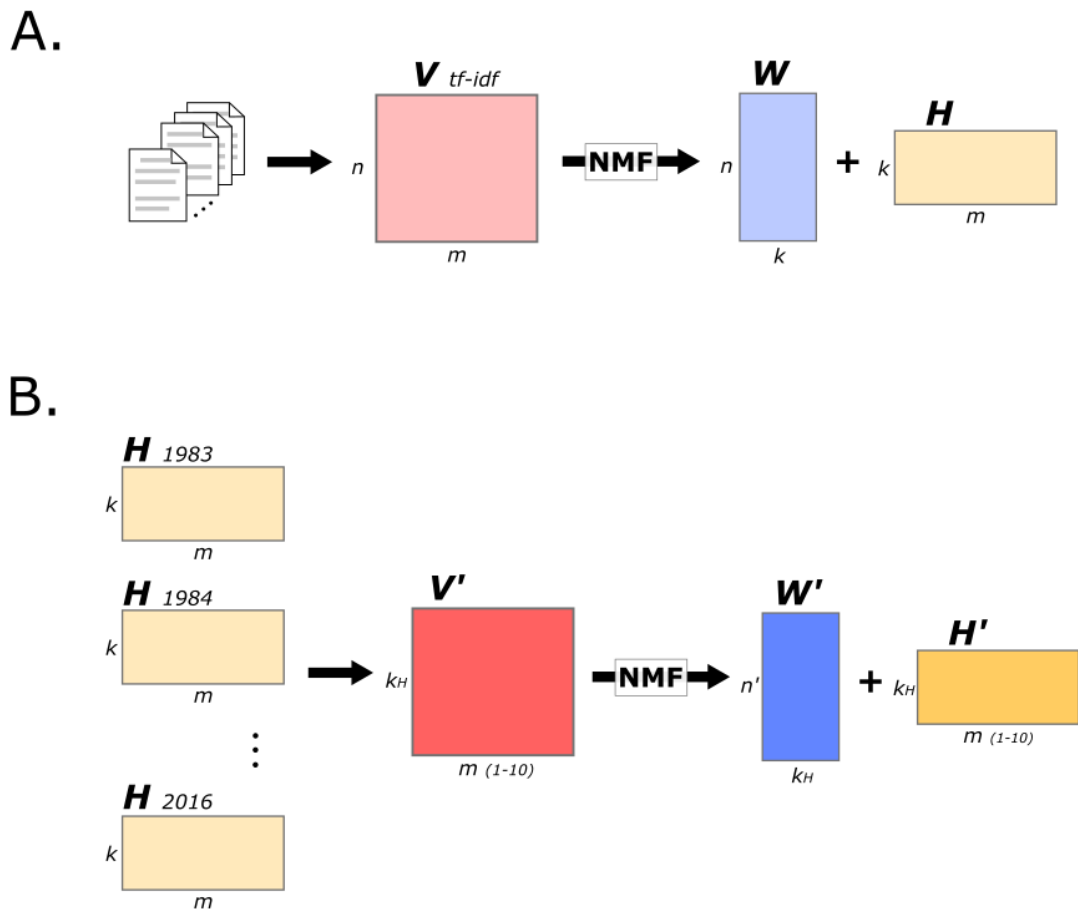 A.
V tf-idf
n
m
NMF
W
n
k
+
H
k
m
B.
H 1983
k
m
H 1984
k
m
H 2016
k
m
V'
kH
m (1-10)
NMF
W'
n'
kH
+
H'
kH
m (1-10)